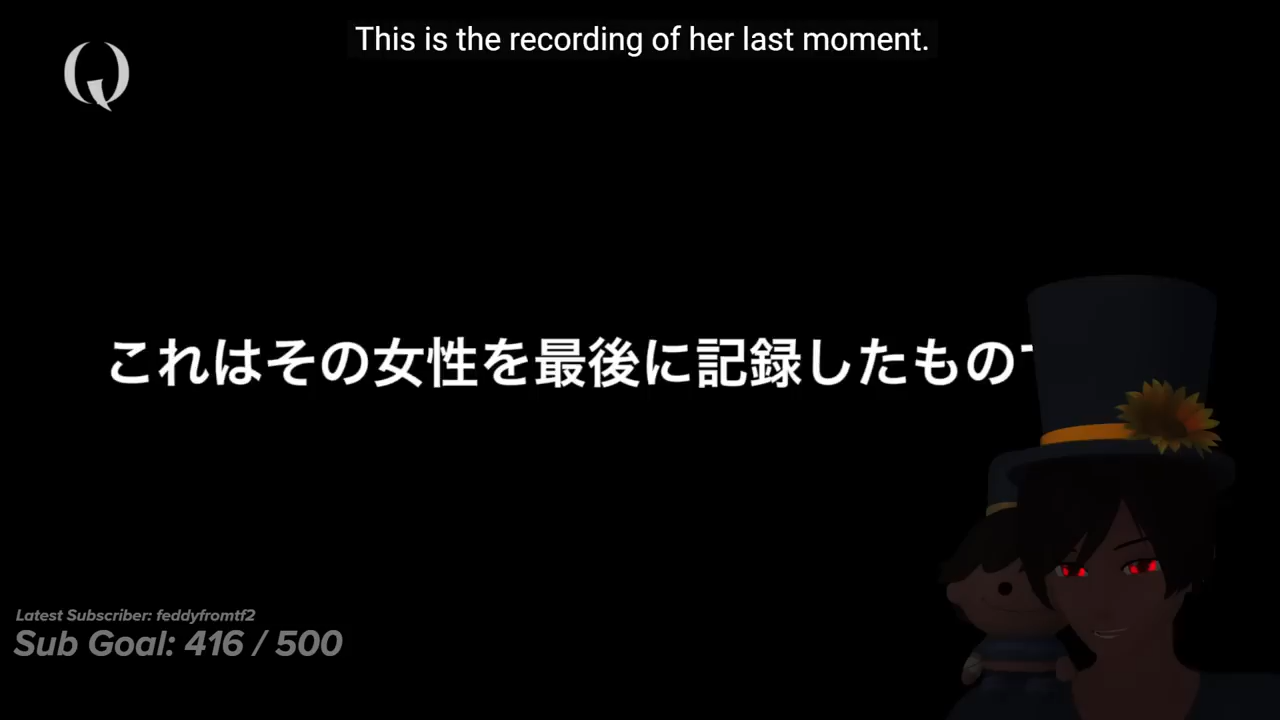 This is the recording of her last moment.
Q
これはその女性を最後に記録したもので
Latest Subscriber: feddyfromtf2
Sub Goal: 416 / 500